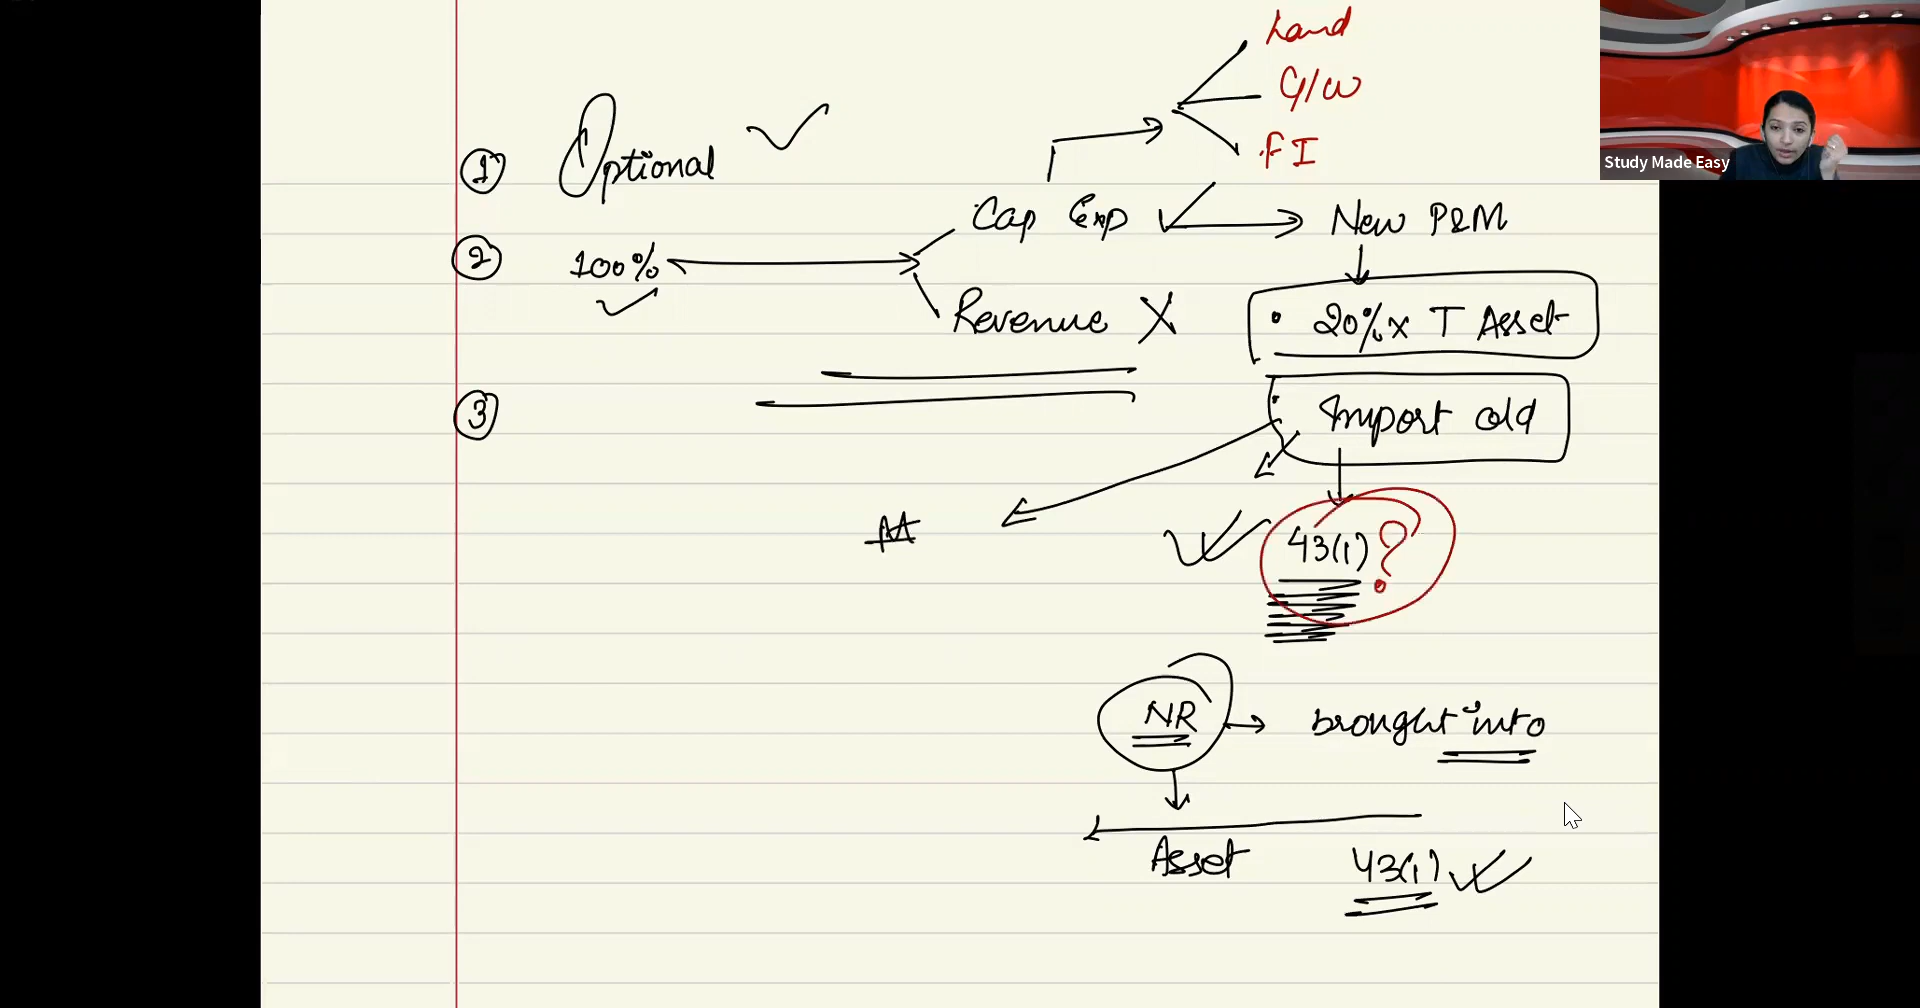 Land
G/W
FI
Study Made Easy
1 Optional
Cap Exp New P&M
2 100%
Revenue X
• 20% x T Asset
3
• Import old
AA
43(1)?
NR brought into
Asset 43(1)